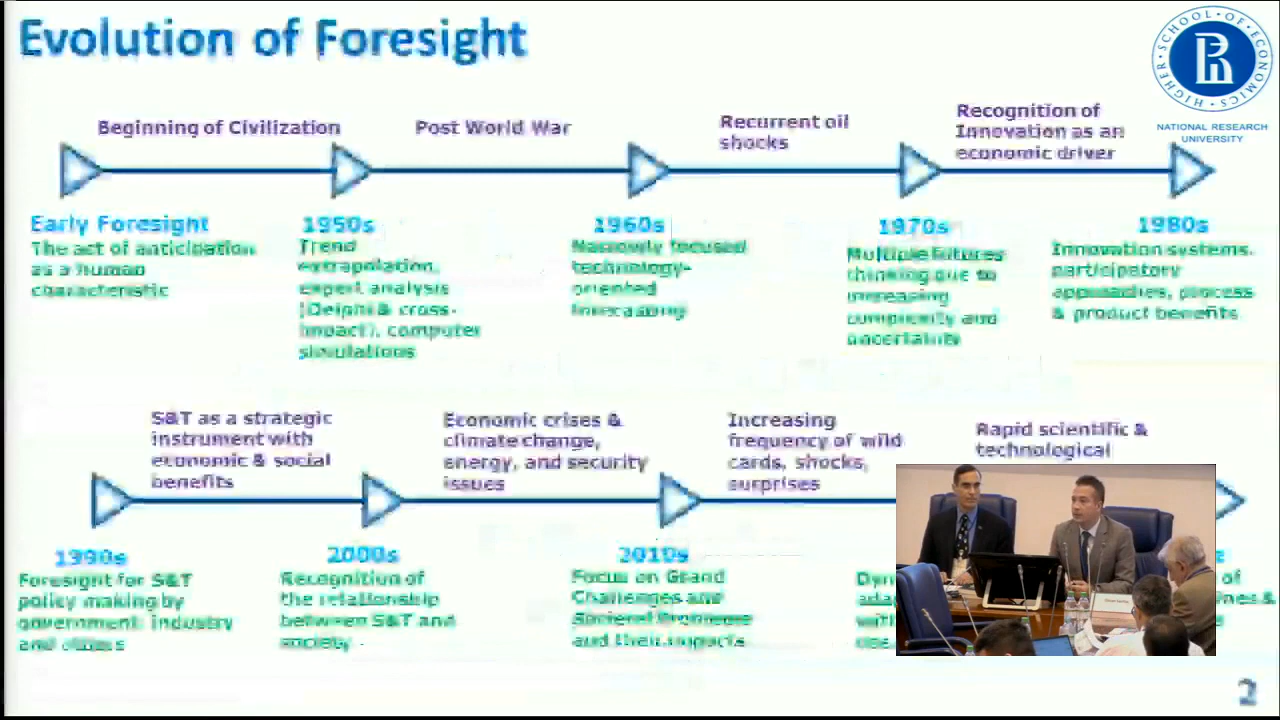 Evolution of Foresight
HIGHER · SCHOOL · OF · ECONOMICS
NATIONAL RESEARCH
UNIVERSITY
Beginning of Civilization
Post World War
Recurrent oil
shocks
Recognition of
Innovation as an
economic driver
Early Foresight
The act of anticipation
as a human
characteristic
1950s
Trend
extrapolation,
expert analysis
(Delphi & cross-
impact), computer
simulations
1960s
Narrowly focused
technology-
oriented
forecasting
1970s
Multiple futures
thinking due to
increasing
complexity and
uncertainty
1980s
Innovation systems,
participatory
approaches, process
& product benefits
S&T as a strategic
instrument with
economic & social
benefits
Economic crises &
climate change,
energy, and security
issues
Increasing
frequency of wild
cards, shocks,
surprises
Rapid scientific &
technological
1990s
Foresight for S&T
policy making by
government, industry
and others
2000s
Recognition of
the relationship
between S&T and
society
2010s
Focus on Grand
Challenges and
Societal
and their impacts
of
2